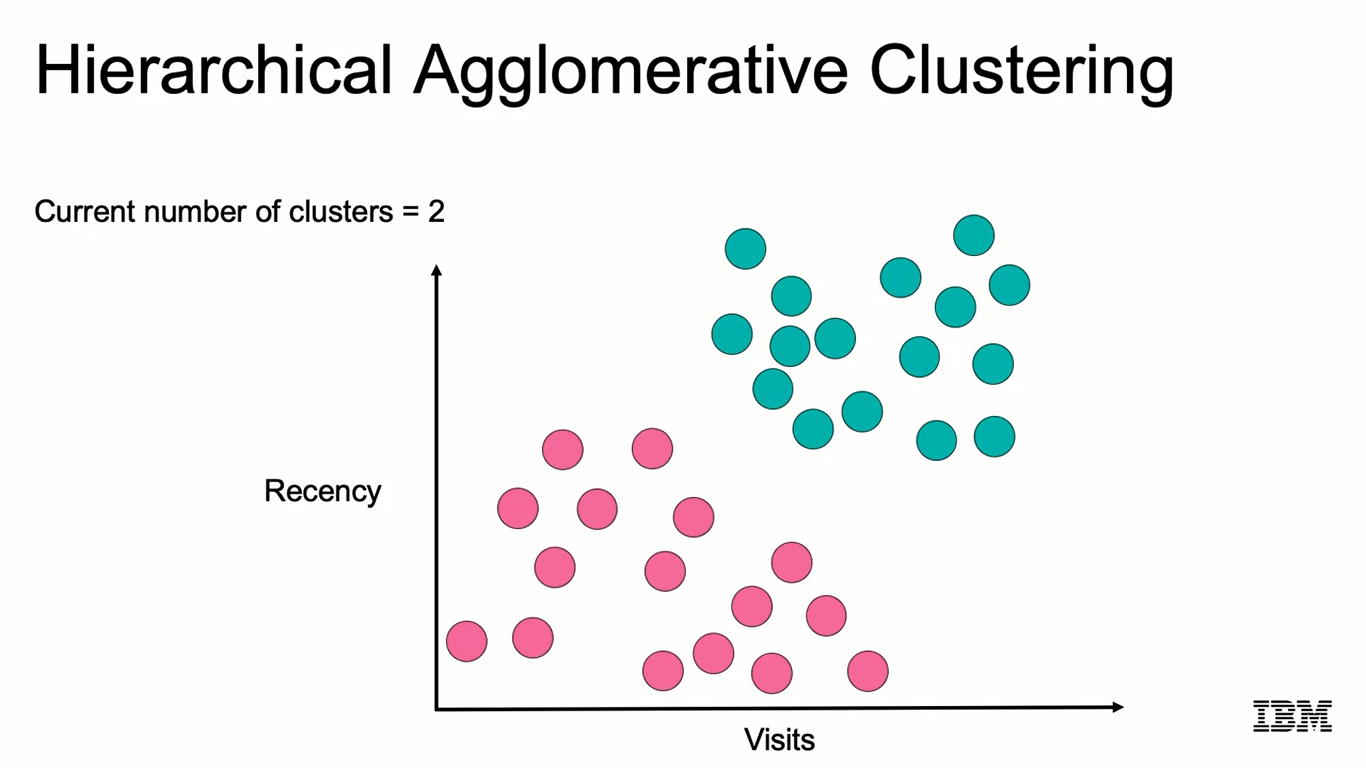 Hierarchical Agglomerative Clustering
Current number of clusters = 2
Recency
Visits
IBM